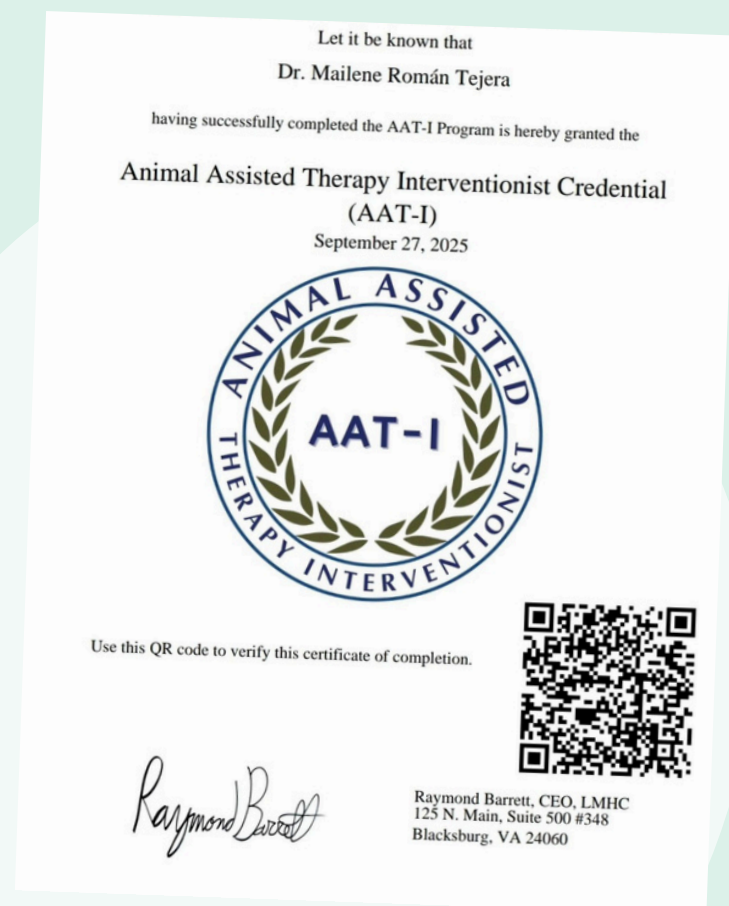 Let it be known that
Dr. Mailene Román Tejera
having successfully completed the AAT-I Program is hereby granted the
Animal Assisted Therapy Interventionist Credential
(AAT-I)
September 27, 2025
ANIMAL ASSISTED
AAT-I
THERAPY INTERVENTIONIST
Use this QR code to verify this certificate of completion.
Raymond Barrett
Raymond Barrett, CEO, LMHC
125 N. Main, Suite 500 #348
Blacksburg, VA 24060